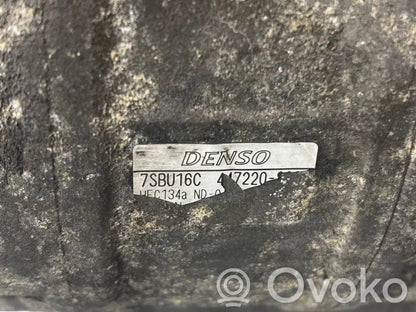 DENSO
7SBU16C 447220-
HFC134a ND-O
Ovoko